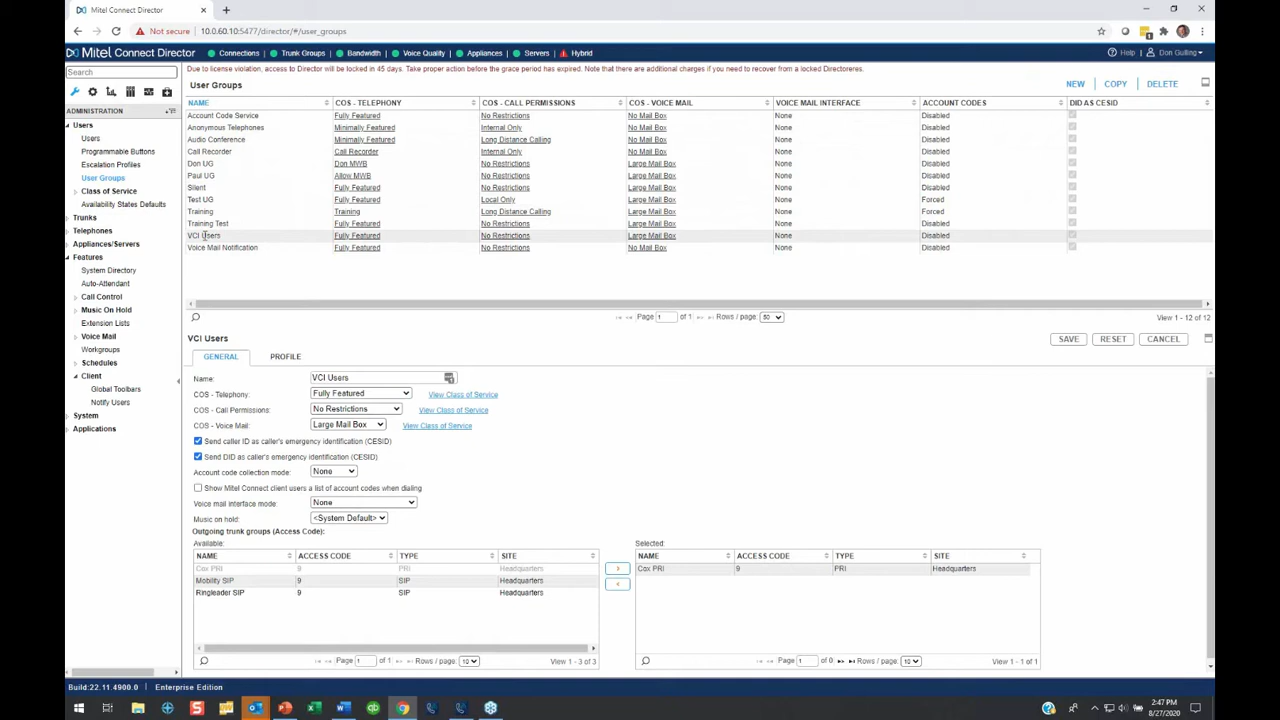 Mitel Connect Director
Not secure 10.0.60.10:5477/director/#/user_groups
Mitel Connect Director Connections Trunk Groups Bandwidth Voice Quality Appliances Servers Hybrid Help Don Gulling
Search
Due to license violation, access to Director will be locked in 45 days. Take proper action before the grace period has expired. Note that there are additional charges if you need to recover from a locked Directoreres.
User Groups NEW COPY DELETE
ADMINISTRATION
Users
Users
Programmable Buttons
Escalation Profiles
User Groups
Class of Service
Availability States Defaults
Trunks
Telephones
Appliances/Servers
Features
System Directory
Auto-Attendant
Call Control
Music On Hold
Extension Lists
Voice Mail
Workgroups
Schedules
Client
Global Toolbars
Notify Users
System
Applications
NAME COS - TELEPHONY COS - CALL PERMISSIONS COS - VOICE MAIL VOICE MAIL INTERFACE ACCOUNT CODES DID AS CESID
Account Code Service Fully Featured No Restrictions No Mail Box None Disabled
Anonymous Telephones Minimally Featured Internal Only No Mail Box None Disabled
Audio Conference Minimally Featured Long Distance Calling No Mail Box None Disabled
Call Recorder Call Recorder Internal Only No Mail Box None Disabled
Don UG Don MWB No Restrictions Large Mail Box None Disabled
Paul UG Allow MWB No Restrictions Large Mail Box None Disabled
Silent Fully Featured No Restrictions Large Mail Box None Disabled
Test UG Fully Featured Local Only Large Mail Box None Forced
Training Training Long Distance Calling Large Mail Box None Forced
Training Test Fully Featured No Restrictions Large Mail Box None Disabled
VCI Users Fully Featured No Restrictions Large Mail Box None Disabled
Voice Mail Notification Fully Featured No Restrictions No Mail Box None Disabled
Page 1 of 1 Rows / page: 50 View 1 - 12 of 12
VCI Users SAVE RESET CANCEL
GENERAL PROFILE
Name: VCI Users
COS - Telephony: Fully Featured View Class of Service
COS - Call Permissions: No Restrictions View Class of Service
COS - Voice Mail: Large Mail Box View Class of Service
Send caller ID as caller's emergency identification (CESID)
Send DID as caller's emergency identification (CESID)
Account code collection mode: None
Show Mitel Connect client users a list of account codes when dialing
Voice mail interface mode: None
Music on hold: <System Default>
Outgoing trunk groups (Access Code):
Available: Selected:
NAME ACCESS CODE TYPE SITE NAME ACCESS CODE TYPE SITE
Cox PRI 9 PRI Headquarters Cox PRI 9 PRI Headquarters
Mobility SIP 9 SIP Headquarters
Ringleader SIP 9 SIP Headquarters
Page 1 of 1 Rows / page: 10 View 1 - 3 of 3 Page 1 of 0 Rows / page: 10 View 1 - 1 of 1
Build:22.11.4900.0 Enterprise Edition
2:47 PM
8/27/2020